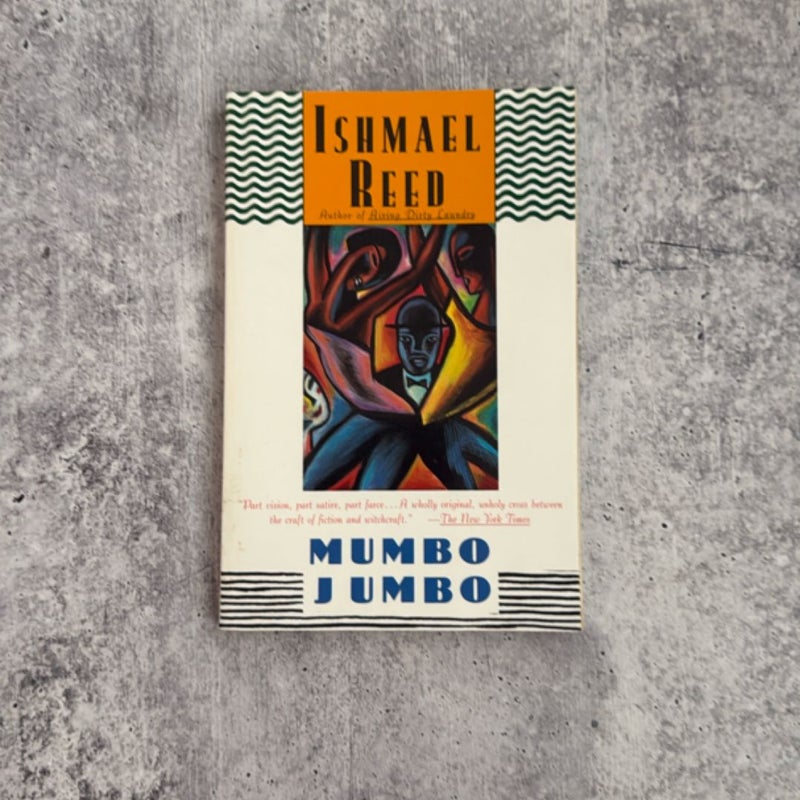 ISHMAEL
REED
Author of Airing Dirty Laundry
"Part vision, part satire, part farce...A wholly original, unholy cross between
the craft of fiction and witchcraft." —The New York Times
MUMBO
JUMBO